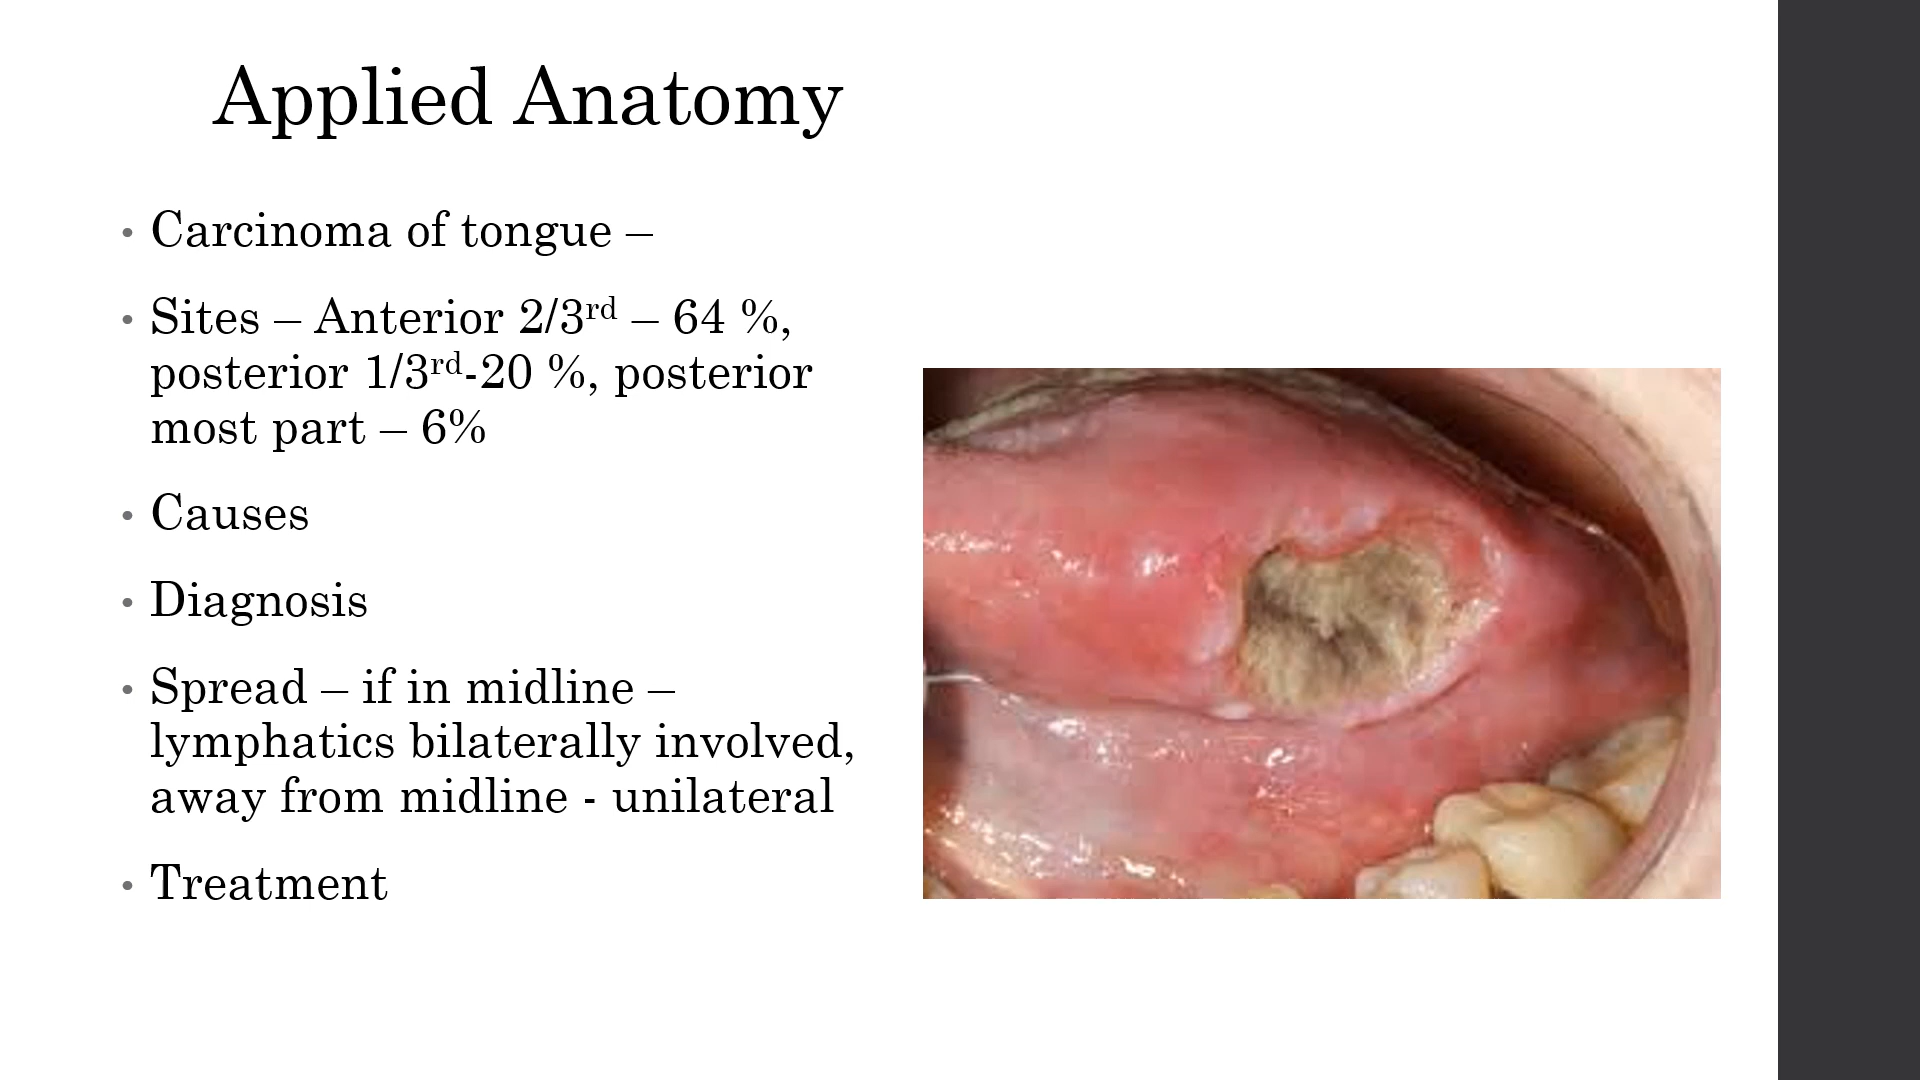 Applied Anatomy
• Carcinoma of tongue –
• Sites – Anterior 2/3rd – 64 %,
posterior 1/3rd-20 %, posterior
most part – 6%
• Causes
• Diagnosis
• Spread – if in midline –
lymphatics bilaterally involved,
away from midline - unilateral
• Treatment